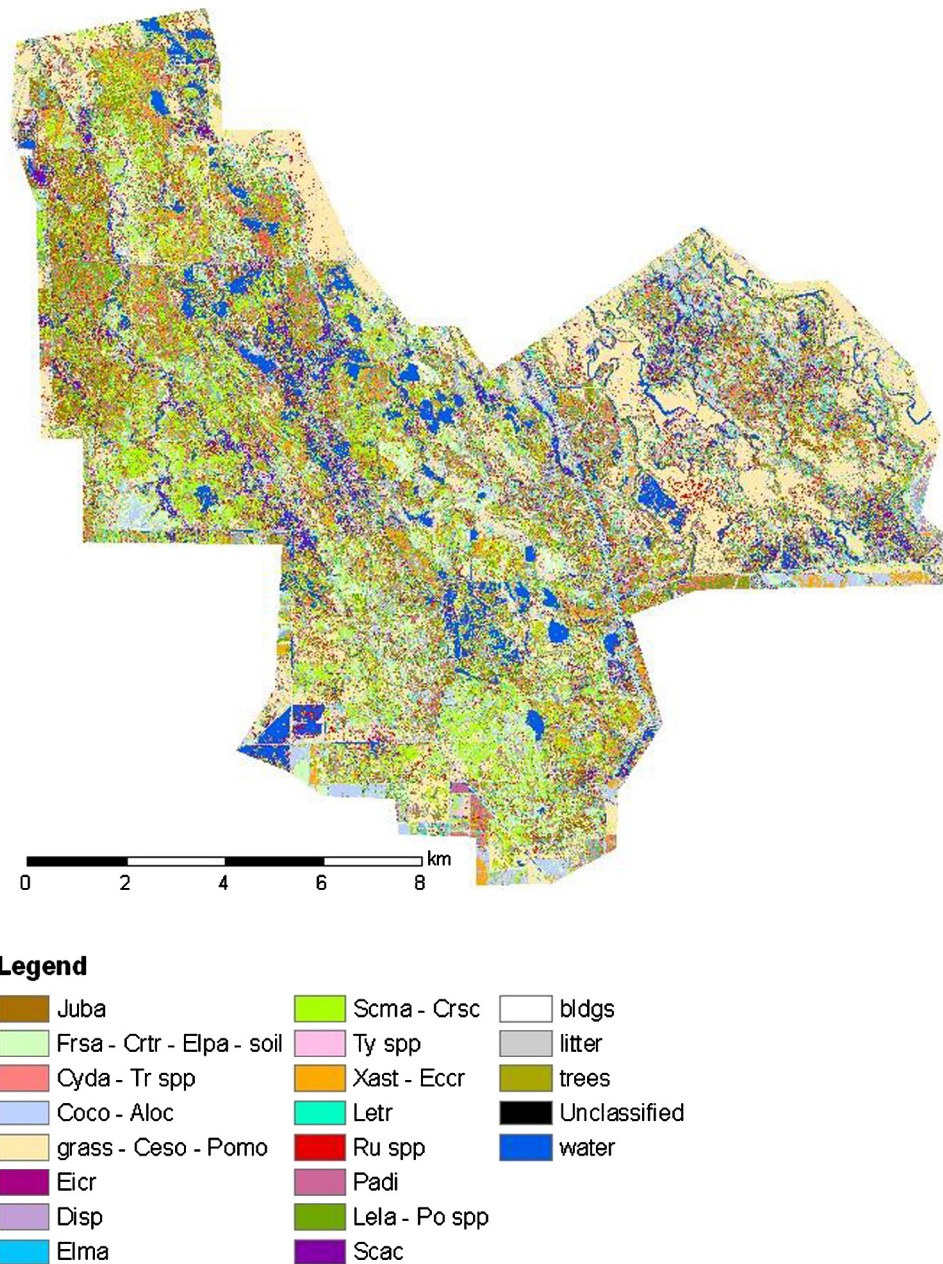 km
0 2 4 6 8
Legend
Juba
Frsa - Crtr - Elpa - soil
Cyda - Tr spp
Coco - Aloc
grass - Ceso - Pomo
Eicr
Disp
Elma
Scma - Crsc
Ty spp
Xast - Eccr
Letr
Ru spp
Padi
Lela - Po spp
Scac
bldgs
litter
trees
Unclassified
water